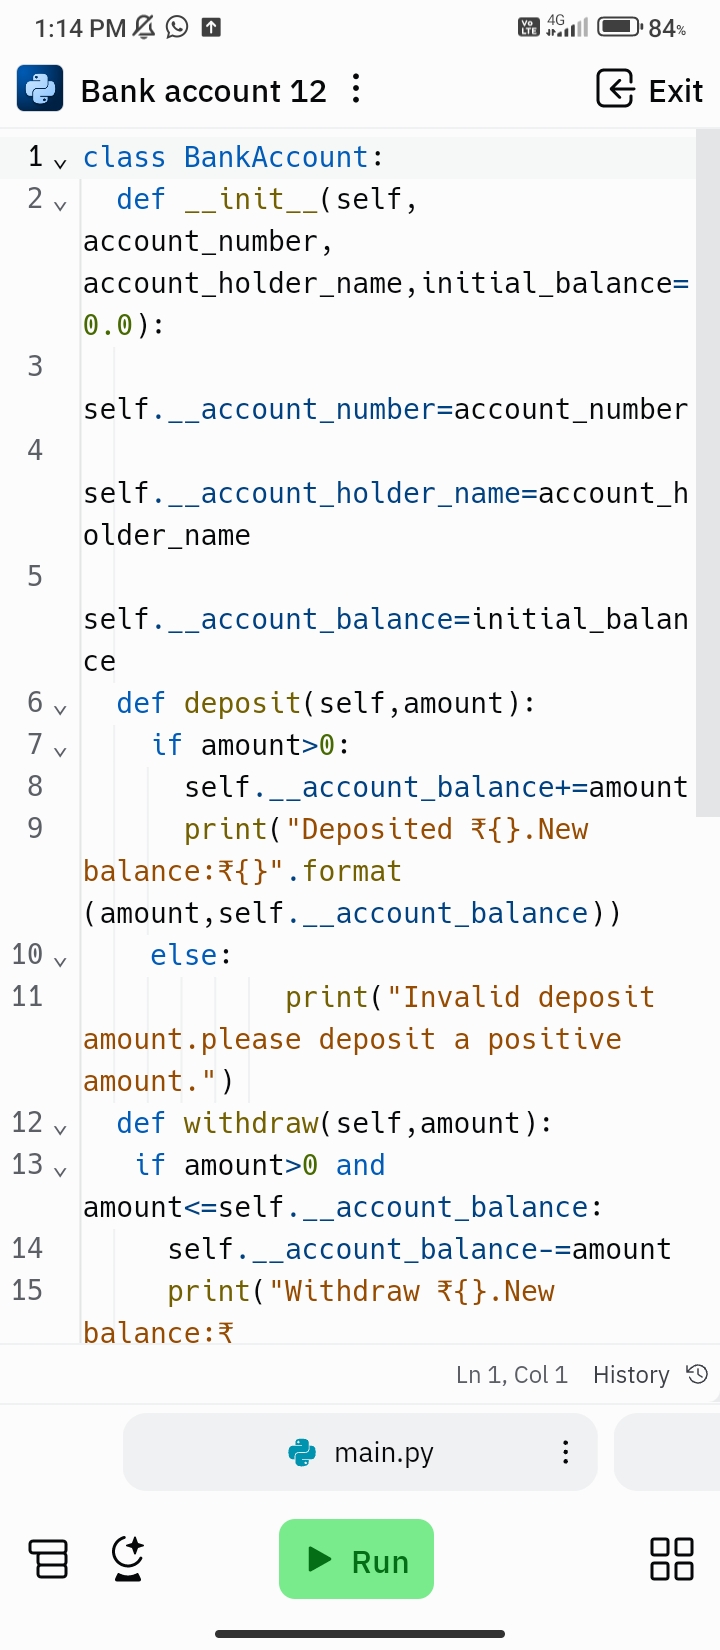 1:14 PM 4G 84%
Bank account 12 Exit
1 class BankAccount:
2 def __init__(self,
account_number,
account_holder_name,initial_balance=
0.0):
3
self.__account_number=account_number
4
self.__account_holder_name=account_h
older_name
5
self.__account_balance=initial_balan
ce
6 def deposit(self,amount):
7 if amount>0:
8 self.__account_balance+=amount
9 print("Deposited ₹{}.New
balance:₹{}".format
(amount,self.__account_balance))
10 else:
11 print("Invalid deposit
amount.please deposit a positive
amount.")
12 def withdraw(self,amount):
13 if amount>0 and
amount<=self.__account_balance:
14 self.__account_balance-=amount
15 print("Withdraw ₹{}.New
balance:₹
Ln 1, Col 1 History
main.py
Run